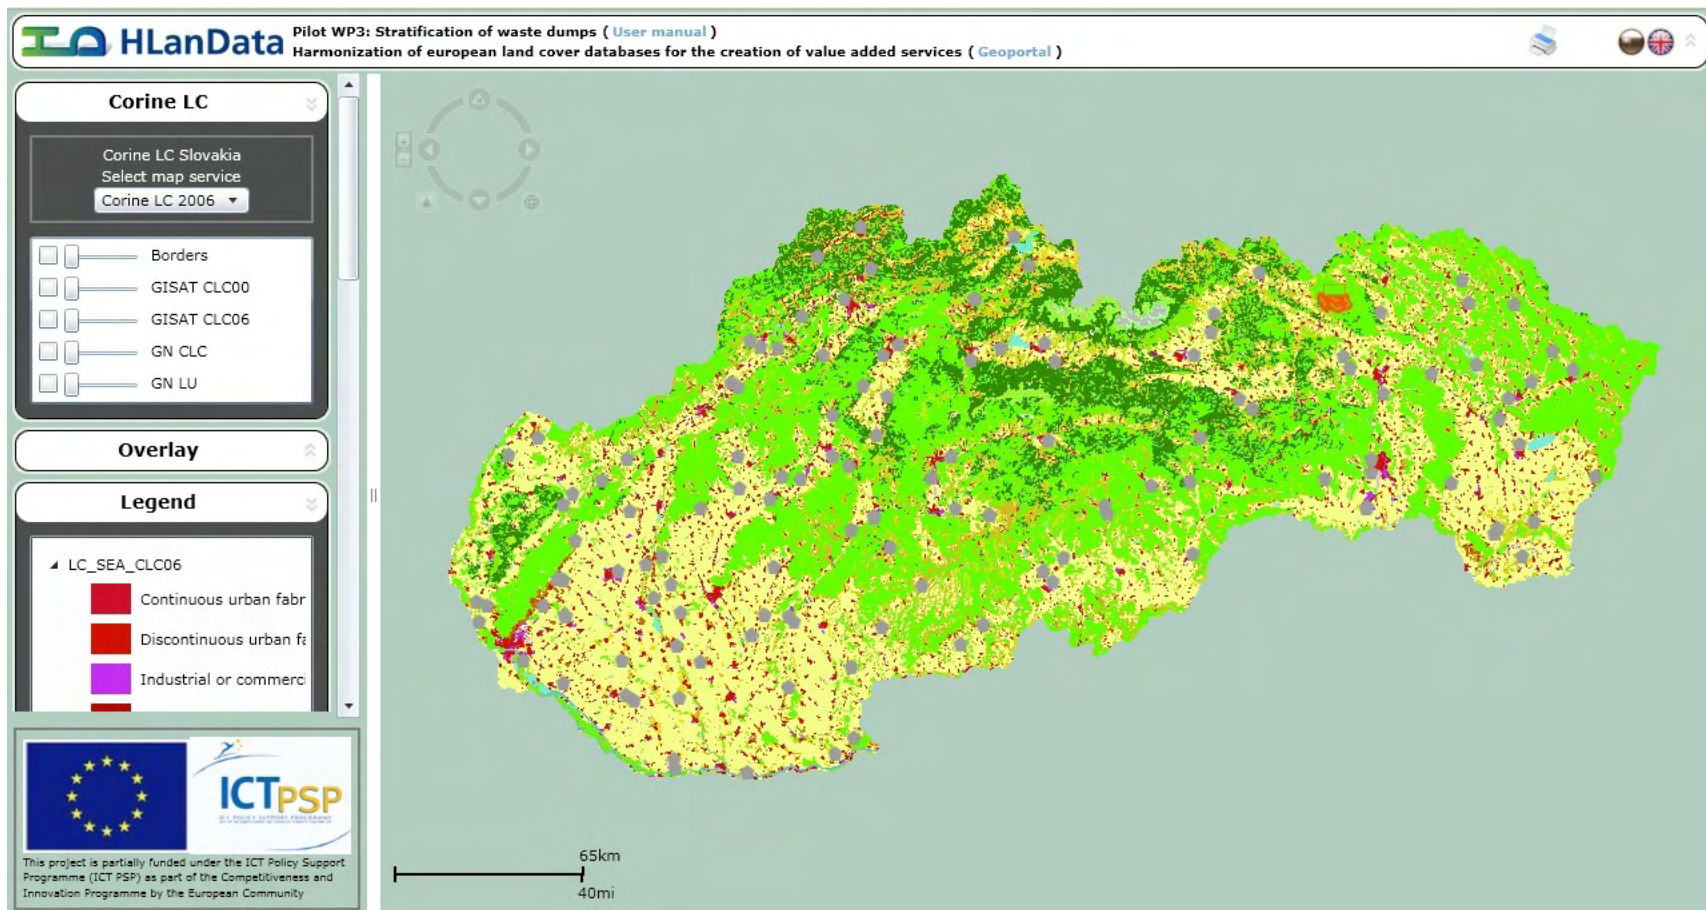 HLanData
Pilot WP3: Stratification of waste dumps ( User manual )
Harmonization of european land cover databases for the creation of value added services ( Geoportal )
Corine LC
Corine LC Slovakia
Select map service
Corine LC 2006
Borders
GISAT CLC00
GISAT CLC06
GN CLC
GN LU
Overlay
Legend
LC_SEA_CLC06
Continuous urban fabr
Discontinuous urban fa
Industrial or commerci
ICT PSP
This project is partially funded under the ICT Policy Support
Programme (ICT PSP) as part of the Competitiveness and
Innovation Programme by the European Community
65km
40mi